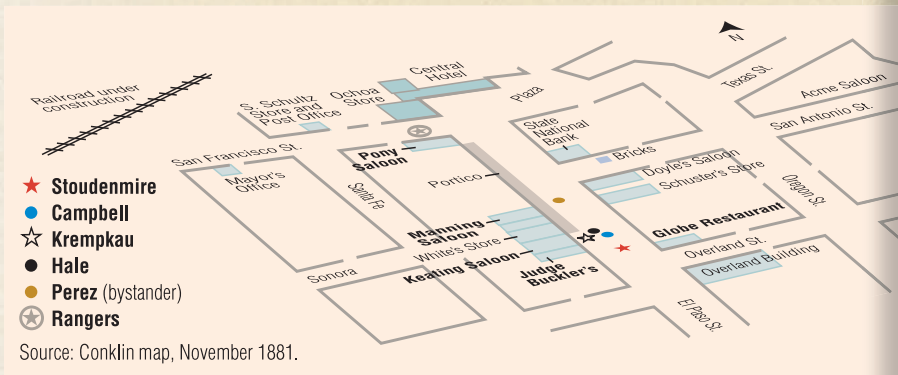 Railroad under
construction
S. Schultz
Store and
Post Office
Ochoa
Store
Central
Hotel
Plaza
N
Texas St.
Acme Saloon
San Antonio St.
State
National
Bank
Bricks
Doyle's Saloon
Schuster's Store
Oregon St.
San Francisco St.
Mayor's
Office
Pony
Saloon
Santa Fe
Portico
Manning
Saloon
White's Store
Keating Saloon
Judge
Buckler's
Globe Restaurant
Overland St.
Overland Building
El Paso St.
Sonora
Stoudenmire
Campbell
Krempkau
Hale
Perez (bystander)
Rangers
Source: Conklin map, November 1881.